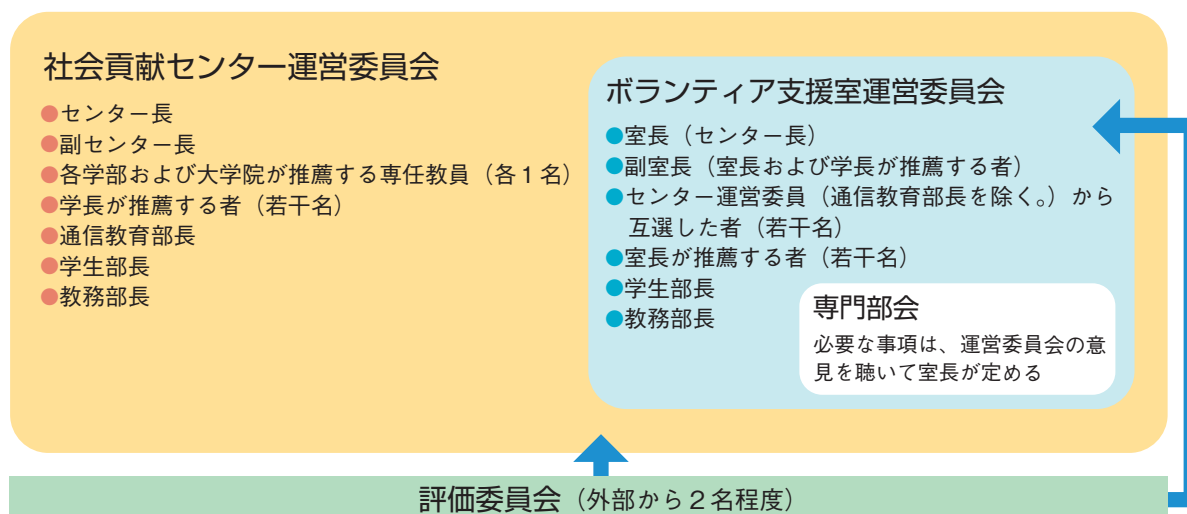 社会貢献センター運営委員会
●センター長
●副センター長
●各学部および大学院が推薦する専任教員（各１名）
●学長が推薦する者（若干名）
●通信教育部長
●学生部長
●教務部長
ボランティア支援室運営委員会
●室長（センター長）
●副室長（室長および学長が推薦する者）
●センター運営委員（通信教育部長を除く。）から
互選した者（若干名）
●室長が推薦する者（若干名）
●学生部長
●教務部長
専門部会
必要な事項は、運営委員会の意
見を聴いて室長が定める
評価委員会（外部から２名程度）